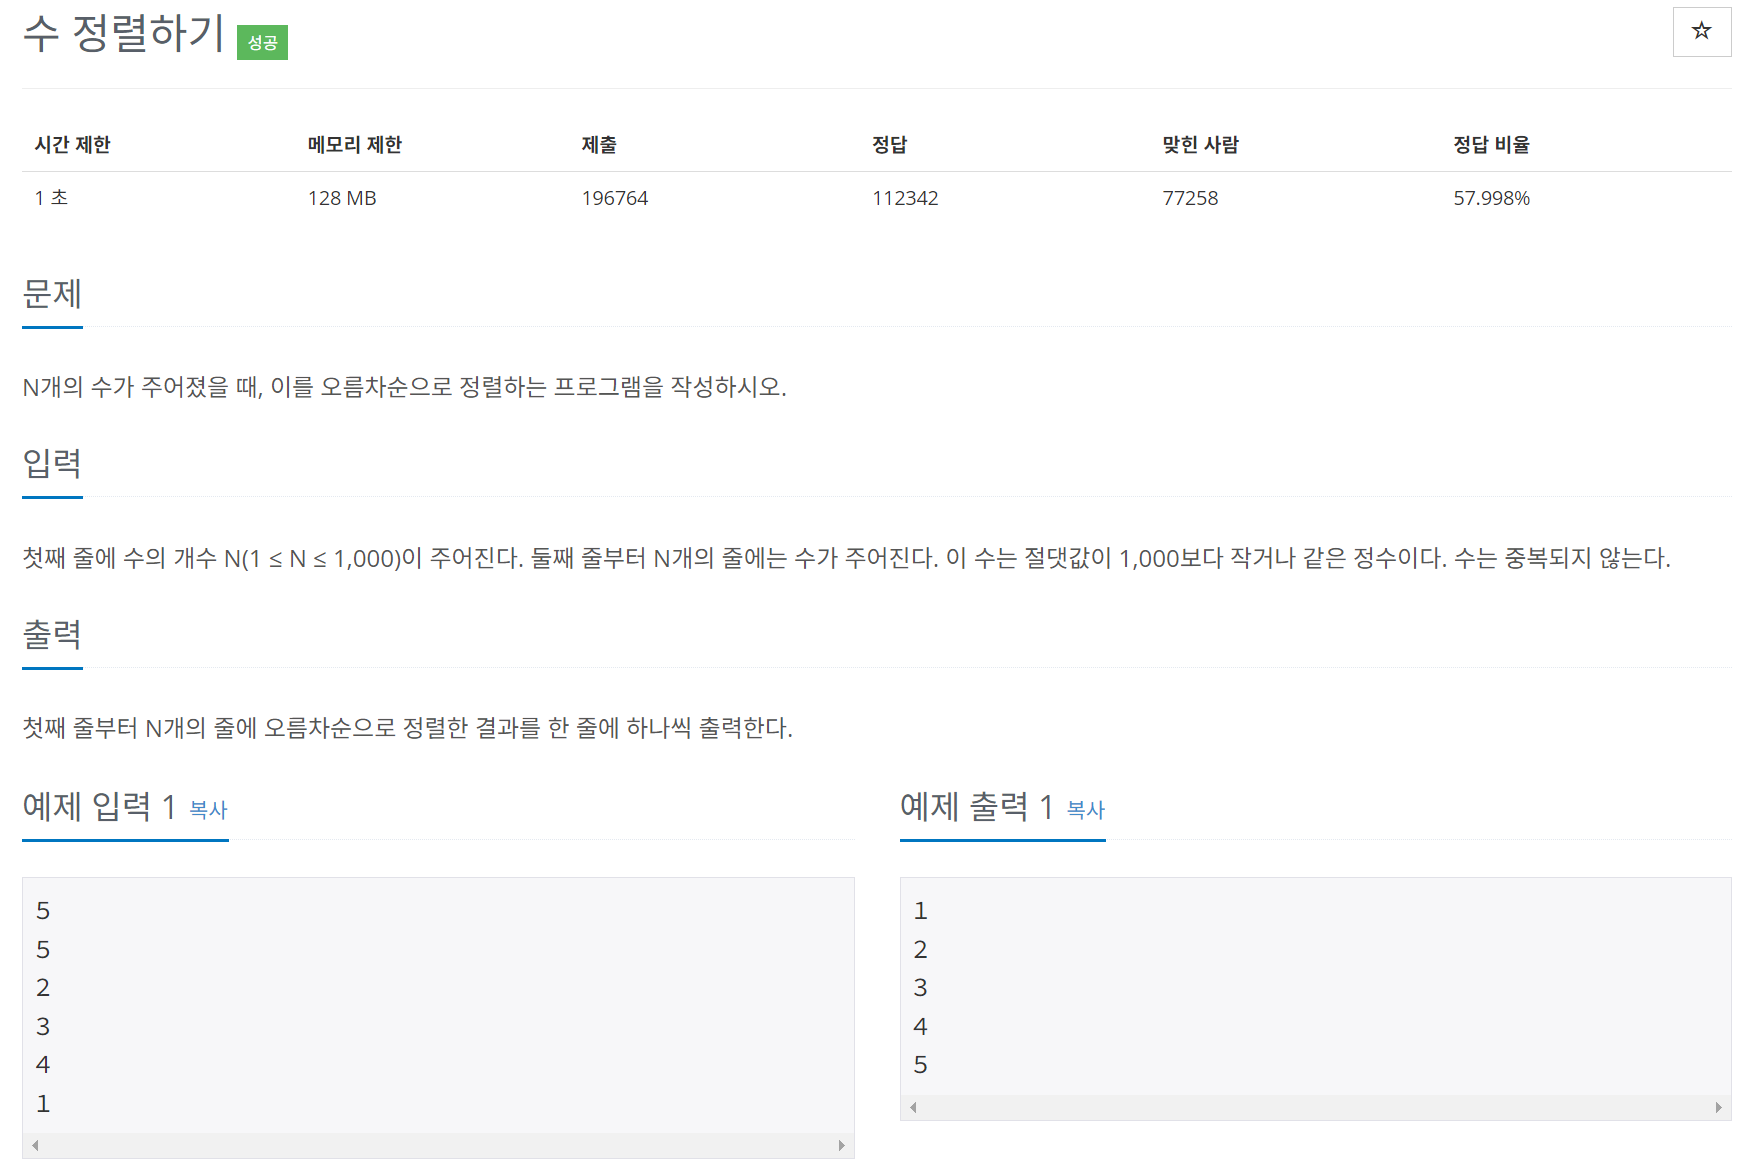 수 정렬하기 성공
☆
시간 제한 메모리 제한 제출 정답 맞힌 사람 정답 비율
1 초 128 MB 196764 112342 77258 57.998%
문제
N개의 수가 주어졌을 때, 이를 오름차순으로 정렬하는 프로그램을 작성하시오.
입력
첫째 줄에 수의 개수 N(1 ≤ N ≤ 1,000)이 주어진다. 둘째 줄부터 N개의 줄에는 수가 주어진다. 이 수는 절댓값이 1,000보다 작거나 같은 정수이다. 수는 중복되지 않는다.
출력
첫째 줄부터 N개의 줄에 오름차순으로 정렬한 결과를 한 줄에 하나씩 출력한다.
예제 입력 1 복사
5
5
2
3
4
1
예제 출력 1 복사
1
2
3
4
5